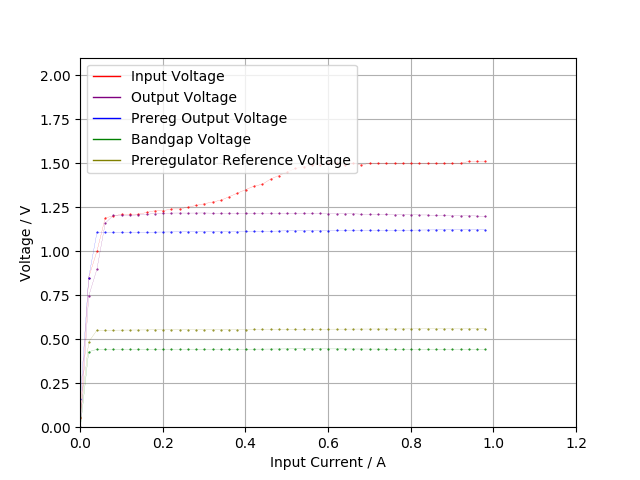 2.00
1.75
1.50
1.25
1.00
0.75
0.50
0.25
0.00
Voltage / V
Input Voltage
Output Voltage
Prereg Output Voltage
Bandgap Voltage
Preregulator Reference Voltage
0.0 0.2 0.4 0.6 0.8 1.0 1.2
Input Current / A